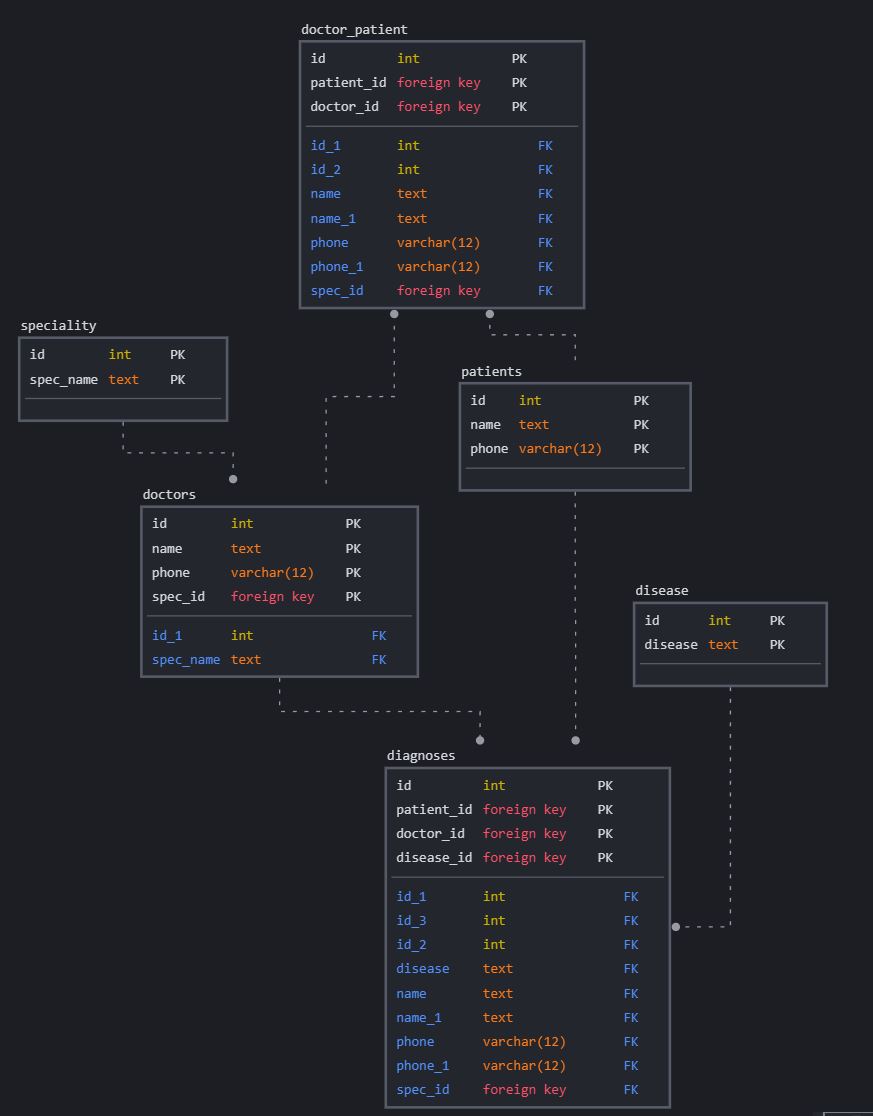 doctor_patient
id int PK
patient_id foreign key PK
doctor_id foreign key PK
id_1 int FK
id_2 int FK
name text FK
name_1 text FK
phone varchar(12) FK
phone_1 varchar(12) FK
spec_id foreign key FK
speciality
id int PK
spec_name text PK
patients
id int PK
name text PK
phone varchar(12) PK
doctors
id int PK
name text PK
phone varchar(12) PK
spec_id foreign key PK
id_1 int FK
spec_name text FK
disease
id int PK
disease text PK
diagnoses
id int PK
patient_id foreign key PK
doctor_id foreign key PK
disease_id foreign key PK
id_1 int FK
id_3 int FK
id_2 int FK
disease text FK
name text FK
name_1 text FK
phone varchar(12) FK
phone_1 varchar(12) FK
spec_id foreign key FK